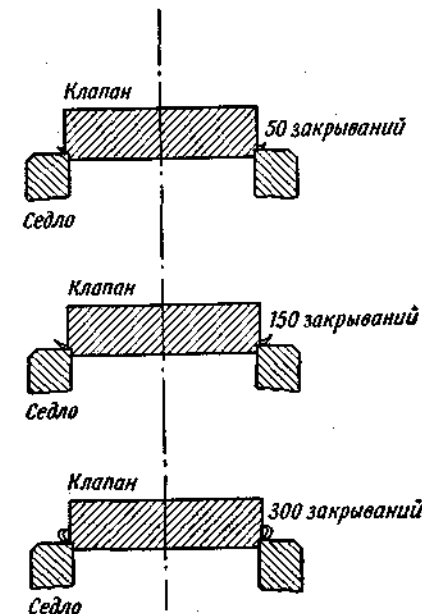 Клапан
50 закрываний
Седло
Клапан
150 закрываний
Седло
Клапан
300 закрываний
Седло